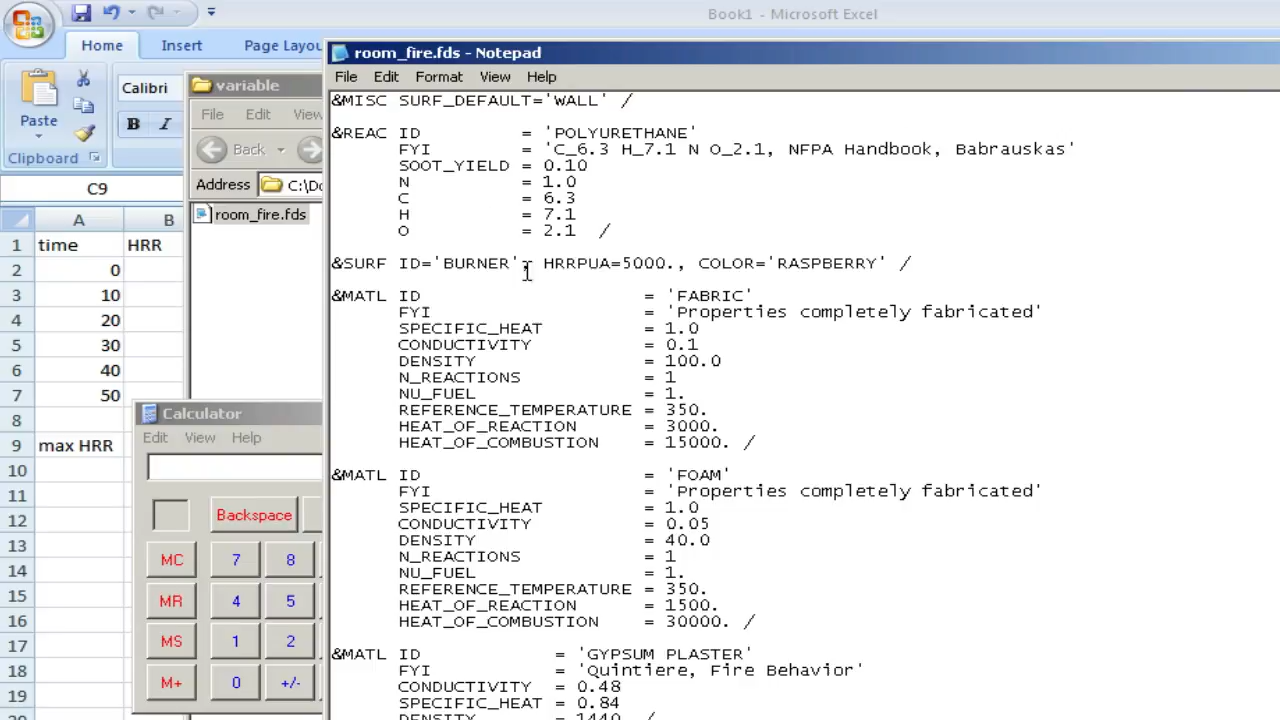 Book1 - Microsoft Excel
Home Insert Page Layou
Paste
Clipboard
Calibri
B I
C9
A B
1 time HRR
2 0
3 10
4 20
5 30
6 40
7 50
8
9 max HRR
10
11
12
13
14
15
16
17
18
19
variable
File Edit View
Back
Address C:\Do
room_fire.fds
Calculator
Edit View Help
Backspace
MC 7 8
MR 4 5
MS 1 2
M+ 0 +/-
room_fire.fds - Notepad
File Edit Format View Help
&MISC SURF_DEFAULT='WALL' /
&REAC ID = 'POLYURETHANE'
FYI = 'C_6.3 H_7.1 N O_2.1, NFPA Handbook, Babrauskas'
SOOT_YIELD = 0.10
N = 1.0
C = 6.3
H = 7.1
O = 2.1 /
&SURF ID='BURNER', HRRPUA=5000., COLOR='RASPBERRY' /
&MATL ID = 'FABRIC'
FYI = 'Properties completely fabricated'
SPECIFIC_HEAT = 1.0
CONDUCTIVITY = 0.1
DENSITY = 100.0
N_REACTIONS = 1
NU_FUEL = 1.
REFERENCE_TEMPERATURE = 350.
HEAT_OF_REACTION = 3000.
HEAT_OF_COMBUSTION = 15000. /
&MATL ID = 'FOAM'
FYI = 'Properties completely fabricated'
SPECIFIC_HEAT = 1.0
CONDUCTIVITY = 0.05
DENSITY = 40.0
N_REACTIONS = 1
NU_FUEL = 1.
REFERENCE_TEMPERATURE = 350.
HEAT_OF_REACTION = 1500.
HEAT_OF_COMBUSTION = 30000. /
&MATL ID = 'GYPSUM PLASTER'
FYI = 'Quintiere, Fire Behavior'
CONDUCTIVITY = 0.48
SPECIFIC_HEAT = 0.84
DENSITY = 1440. /